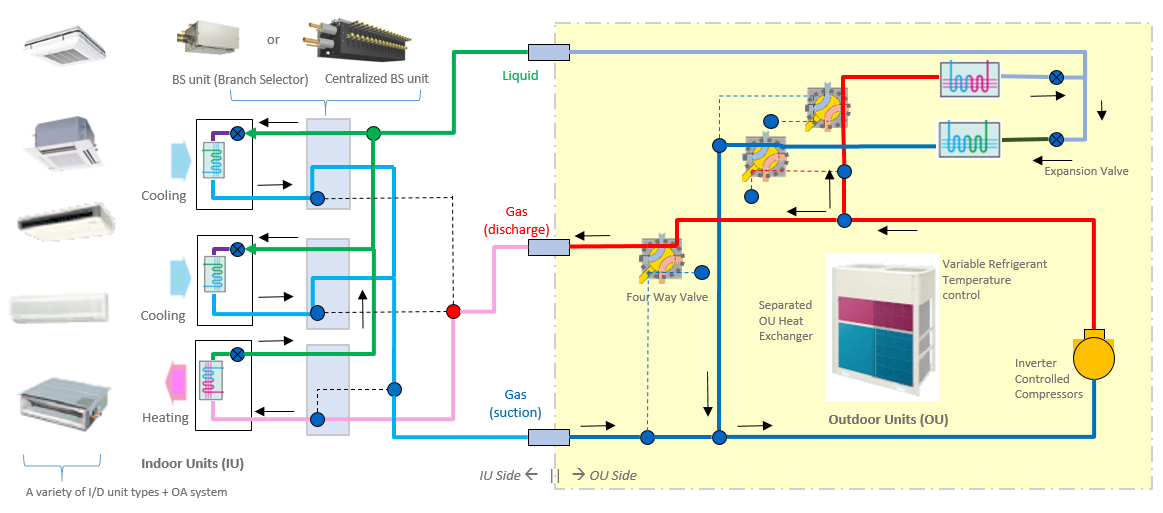 or
BS unit (Branch Selector)
Centralized BS unit
Liquid
Cooling
Expansion Valve
Gas
(discharge)
Cooling
Four Way Valve
Variable Refrigerant
Temperature
control
Separated
OU Heat
Exchanger
Inverter
Controlled
Compressors
Heating
Gas
(suction)
Outdoor Units (OU)
Indoor Units (IU)
IU Side ← |·| → OU Side
A variety of I/D unit types + OA system